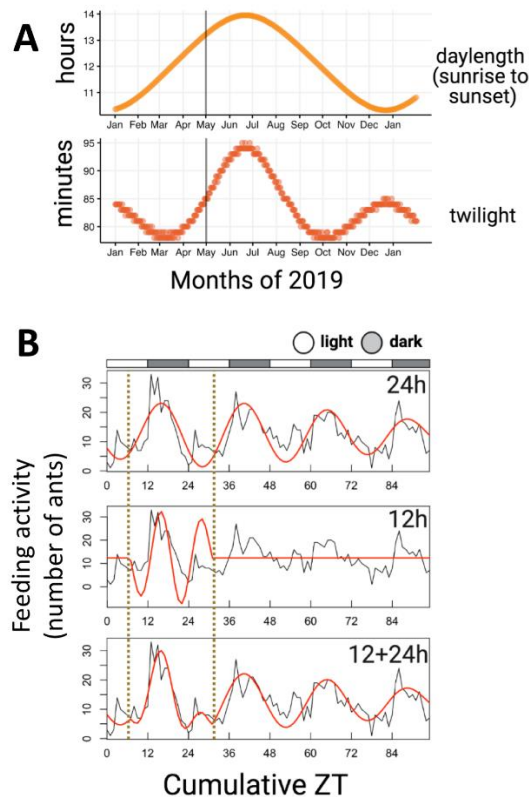 A
hours
14
13
12
11
Jan Feb Mar Apr May Jun Jul Aug Sep Oct Nov Dec Jan
daylength
(sunrise to
sunset)
minutes
95
90
85
80
Jan Feb Mar Apr May Jun Jul Aug Sep Oct Nov Dec Jan
twilight
Months of 2019
B
light dark
Feeding activity
(number of ants)
24h
30
20
10
0
0 12 24 36 48 60 72 84
12h
30
20
10
0
0 12 24 36 48 60 72 84
12+24h
30
20
10
0
0 12 24 36 48 60 72 84
Cumulative ZT